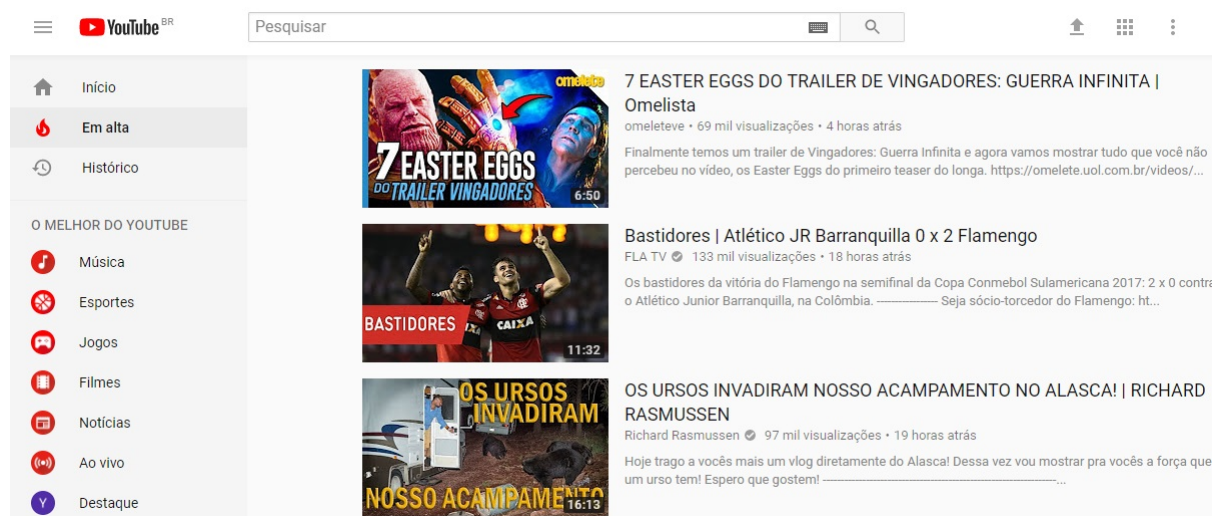 YouTube BR
Pesquisar
Início
Em alta
Histórico
O MELHOR DO YOUTUBE
Música
Esportes
Jogos
Filmes
Notícias
Ao vivo
Y Destaque
omelete
7 EASTER EGGS
DO TRAILER VINGADORES
6:50
7 EASTER EGGS DO TRAILER DE VINGADORES: GUERRA INFINITA |
Omelista
omeleteve • 69 mil visualizações • 4 horas atrás
Finalmente temos um trailer de Vingadores: Guerra Infinita e agora vamos mostrar tudo que você não
percebeu no vídeo, os Easter Eggs do primeiro teaser do longa. https://omelete.uol.com.br/videos/...
BASTIDORES
CAIXA
11:32
Bastidores | Atlético JR Barranquilla 0 x 2 Flamengo
FLA TV 133 mil visualizações • 18 horas atrás
Os bastidores da vitória do Flamengo na semifinal da Copa Conmebol Sulamericana 2017: 2 x 0 contra
o Atlético Junior Barranquilla, na Colômbia. ---------------- Seja sócio-torcedor do Flamengo: ht...
OS URSOS
INVADIRAM
NOSSO ACAMPAMENTO
16:13
OS URSOS INVADIRAM NOSSO ACAMPAMENTO NO ALASCA! | RICHARD
RASMUSSEN
Richard Rasmussen 97 mil visualizações • 19 horas atrás
Hoje trago a vocês mais um vlog diretamente do Alasca! Dessa vez vou mostrar pra vocês a força que
um urso tem! Espero que gostem! ----------------------------------------------------------------...